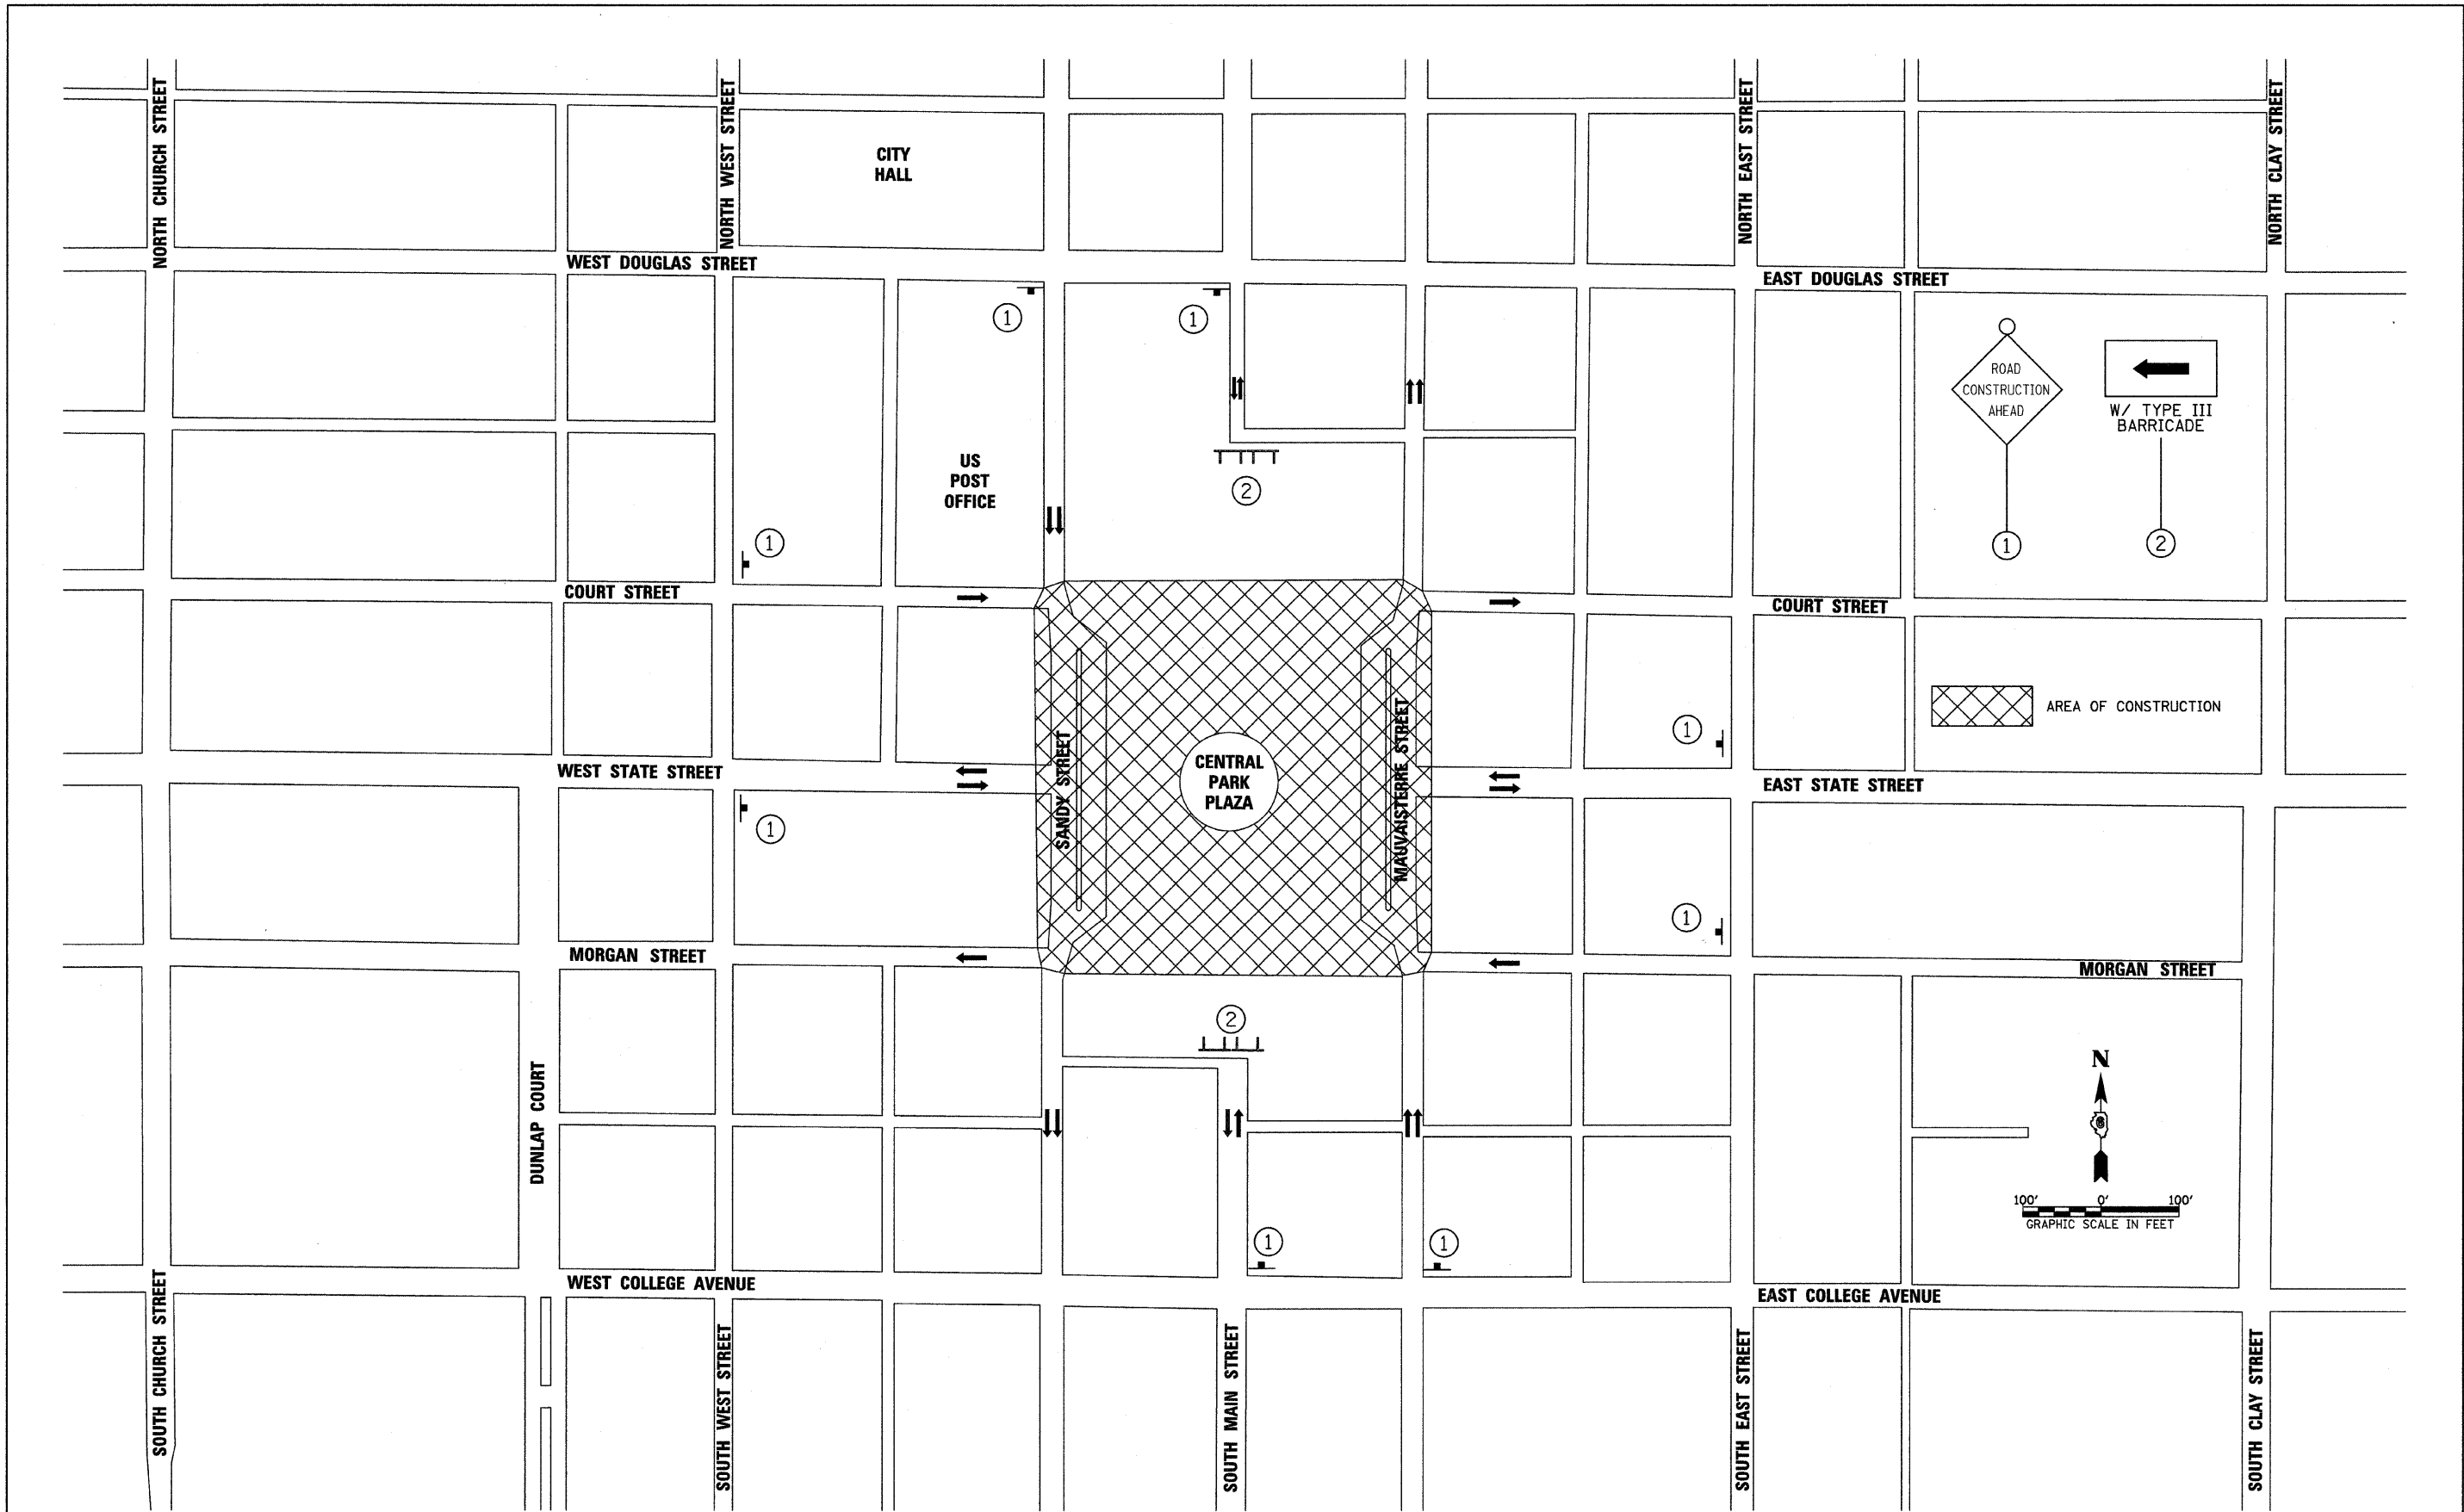 NORTH CHURCH STREET
NORTH WEST STREET
CITY
HALL
NORTH EAST STREET
NORTH CLAY STREET
WEST DOUGLAS STREET
EAST DOUGLAS STREET
1
1
ROAD
CONSTRUCTION
AHEAD
W/ TYPE III
BARRICADE
US
POST
OFFICE
2
1
1
2
COURT STREET
COURT STREET
AREA OF CONSTRUCTION
1
SANDY STREET
CENTRAL
PARK
PLAZA
MAUVAISTERRE STREET
WEST STATE STREET
EAST STATE STREET
1
1
MORGAN STREET
MORGAN STREET
2
DUNLAP COURT
N
100'
0'
100'
GRAPHIC SCALE IN FEET
1
1
WEST COLLEGE AVENUE
EAST COLLEGE AVENUE
SOUTH CHURCH STREET
SOUTH WEST STREET
SOUTH MAIN STREET
SOUTH EAST STREET
SOUTH CLAY STREET